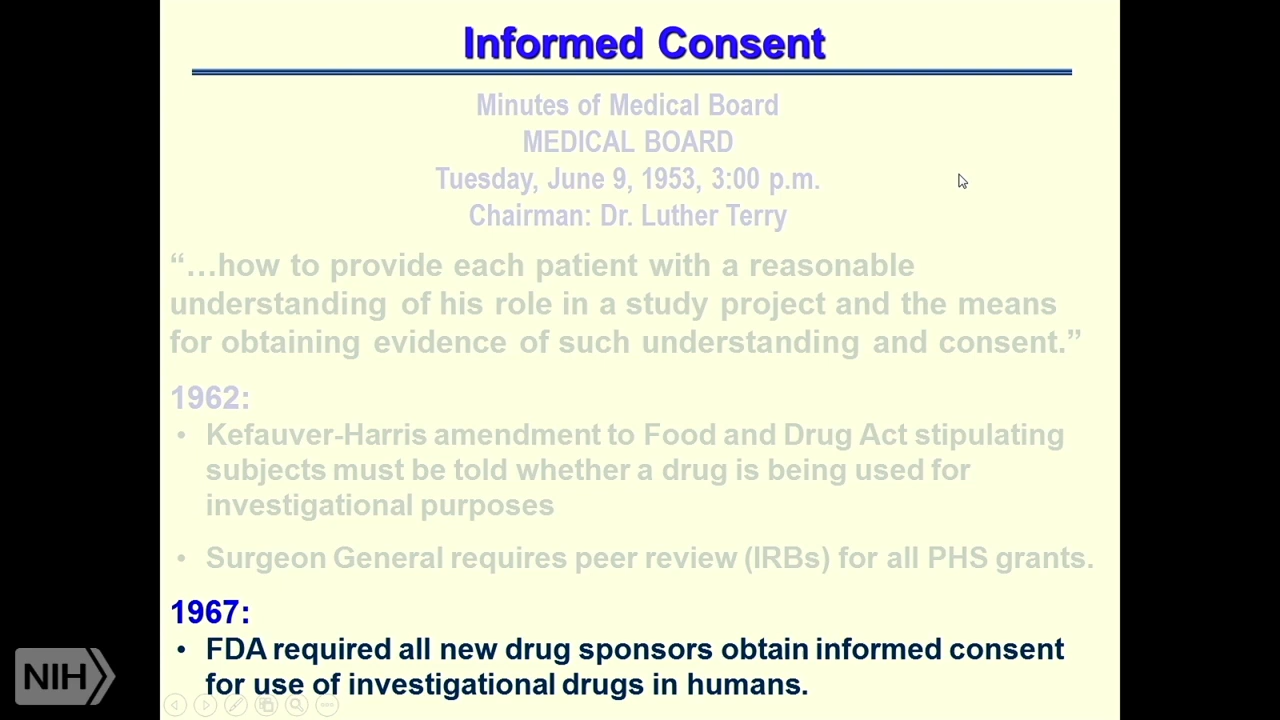 Informed Consent
Minutes of Medical Board
MEDICAL BOARD
Tuesday, June 9, 1953, 3:00 p.m.
Chairman: Dr. Luther Terry
“…how to provide each patient with a reasonable
understanding of his role in a study project and the means
for obtaining evidence of such understanding and consent.”
1962:
• Kefauver-Harris amendment to Food and Drug Act stipulating
subjects must be told whether a drug is being used for
investigational purposes
• Surgeon General requires peer review (IRBs) for all PHS grants.
1967:
• FDA required all new drug sponsors obtain informed consent
for use of investigational drugs in humans.
NIH